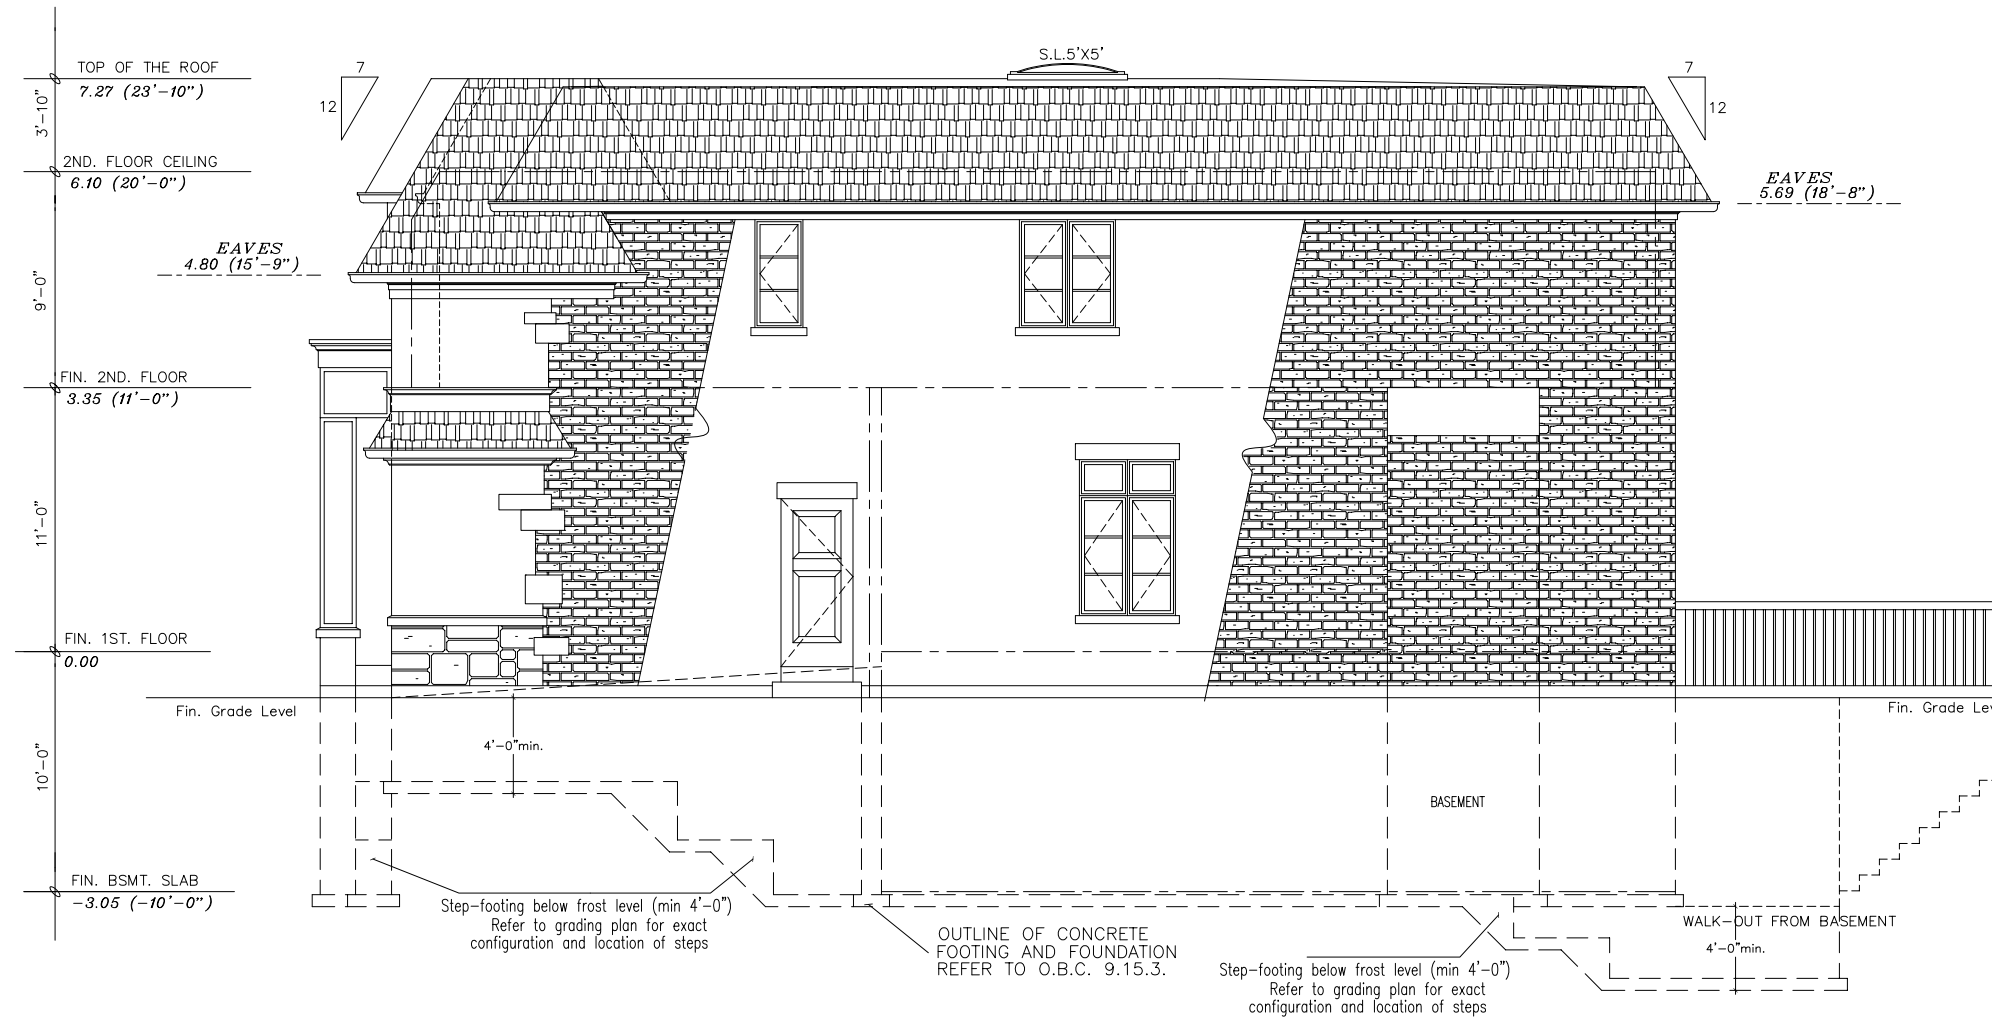 S.L.5'X5'
7
12
7
12
TOP OF THE ROOF
7.27 (23'-10")
3'-10"
2ND. FLOOR CEILING
6.10 (20'-0")
EAVES
5.69 (18'-8")
EAVES
4.80 (15'-9")
9'-0"
FIN. 2ND. FLOOR
3.35 (11'-0")
11'-0"
FIN. 1ST. FLOOR
0.00
Fin. Grade Level
Fin. Grade Lev
4'-0"min.
10'-0"
BASEMENT
FIN. BSMT. SLAB
-3.05 (-10'-0")
Step-footing below frost level (min 4'-0")
Refer to grading plan for exact
configuration and location of steps
OUTLINE OF CONCRETE
FOOTING AND FOUNDATION
REFER TO O.B.C. 9.15.3.
WALK-OUT FROM BASEMENT
4'-0"min.
Step-footing below frost level (min 4'-0")
Refer to grading plan for exact
configuration and location of steps